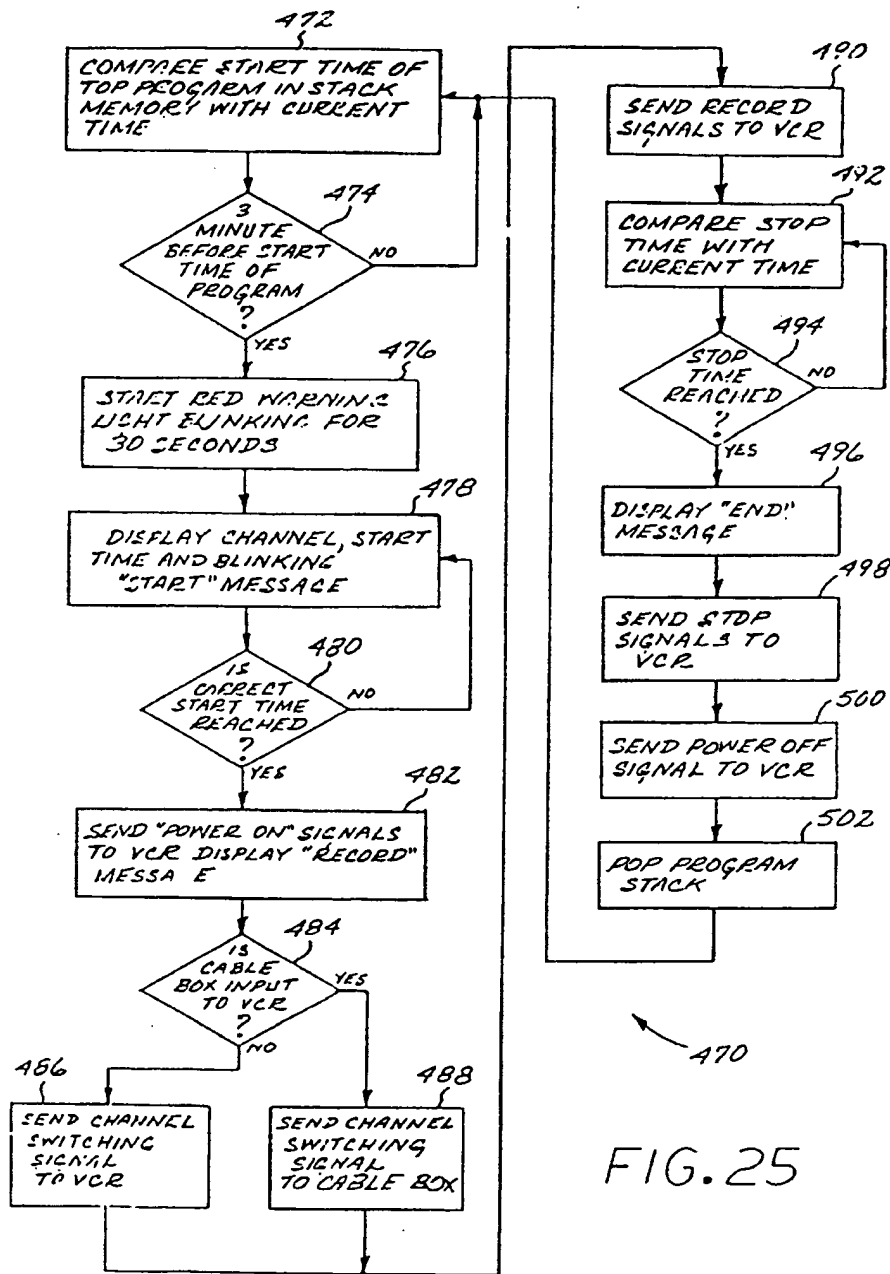 472
COMPARE START TIME OF
TOP PROGARM IN STACK
MEMORY WITH CURRENT
TIME
474
3
MINUTE
BEFORE START
TIME OF
PROGRAM
?
NO
YES
476
START RED WARNING
LIGHT BLINKING FOR
30 SECONDS
478
DISPLAY CHANNEL, START
TIME AND BLINKING
"START" MESSAGE
480
IS
CORRECT
START TIME
REACHED
?
NO
YES
482
SEND "POWER ON" SIGNALS
TO VCR DISPLAY "RECORD"
MESSA E
484
IS
CABLE
BOX INPUT
TO VCR
?
YES
NO
486
SEND CHANNEL
SWITCHING
SIGNAL
TO VCR
488
SEND CHANNEL
SWITCHING
SIGNAL
TO CABLE BOX
490
SEND RECORD
SIGNALS TO VCR
492
COMPARE STOP
TIME WITH
CURRENT TIME
494
STOP
TIME
REACHED
?
NO
YES
496
DISPLAY "END"
MESSAGE
498
SEND STOP
SIGNALS TO
VCR
500
SEND POWER OFF
SIGNAL TO VCR
502
POP PROGRAM
STACK
470
FIG. 25